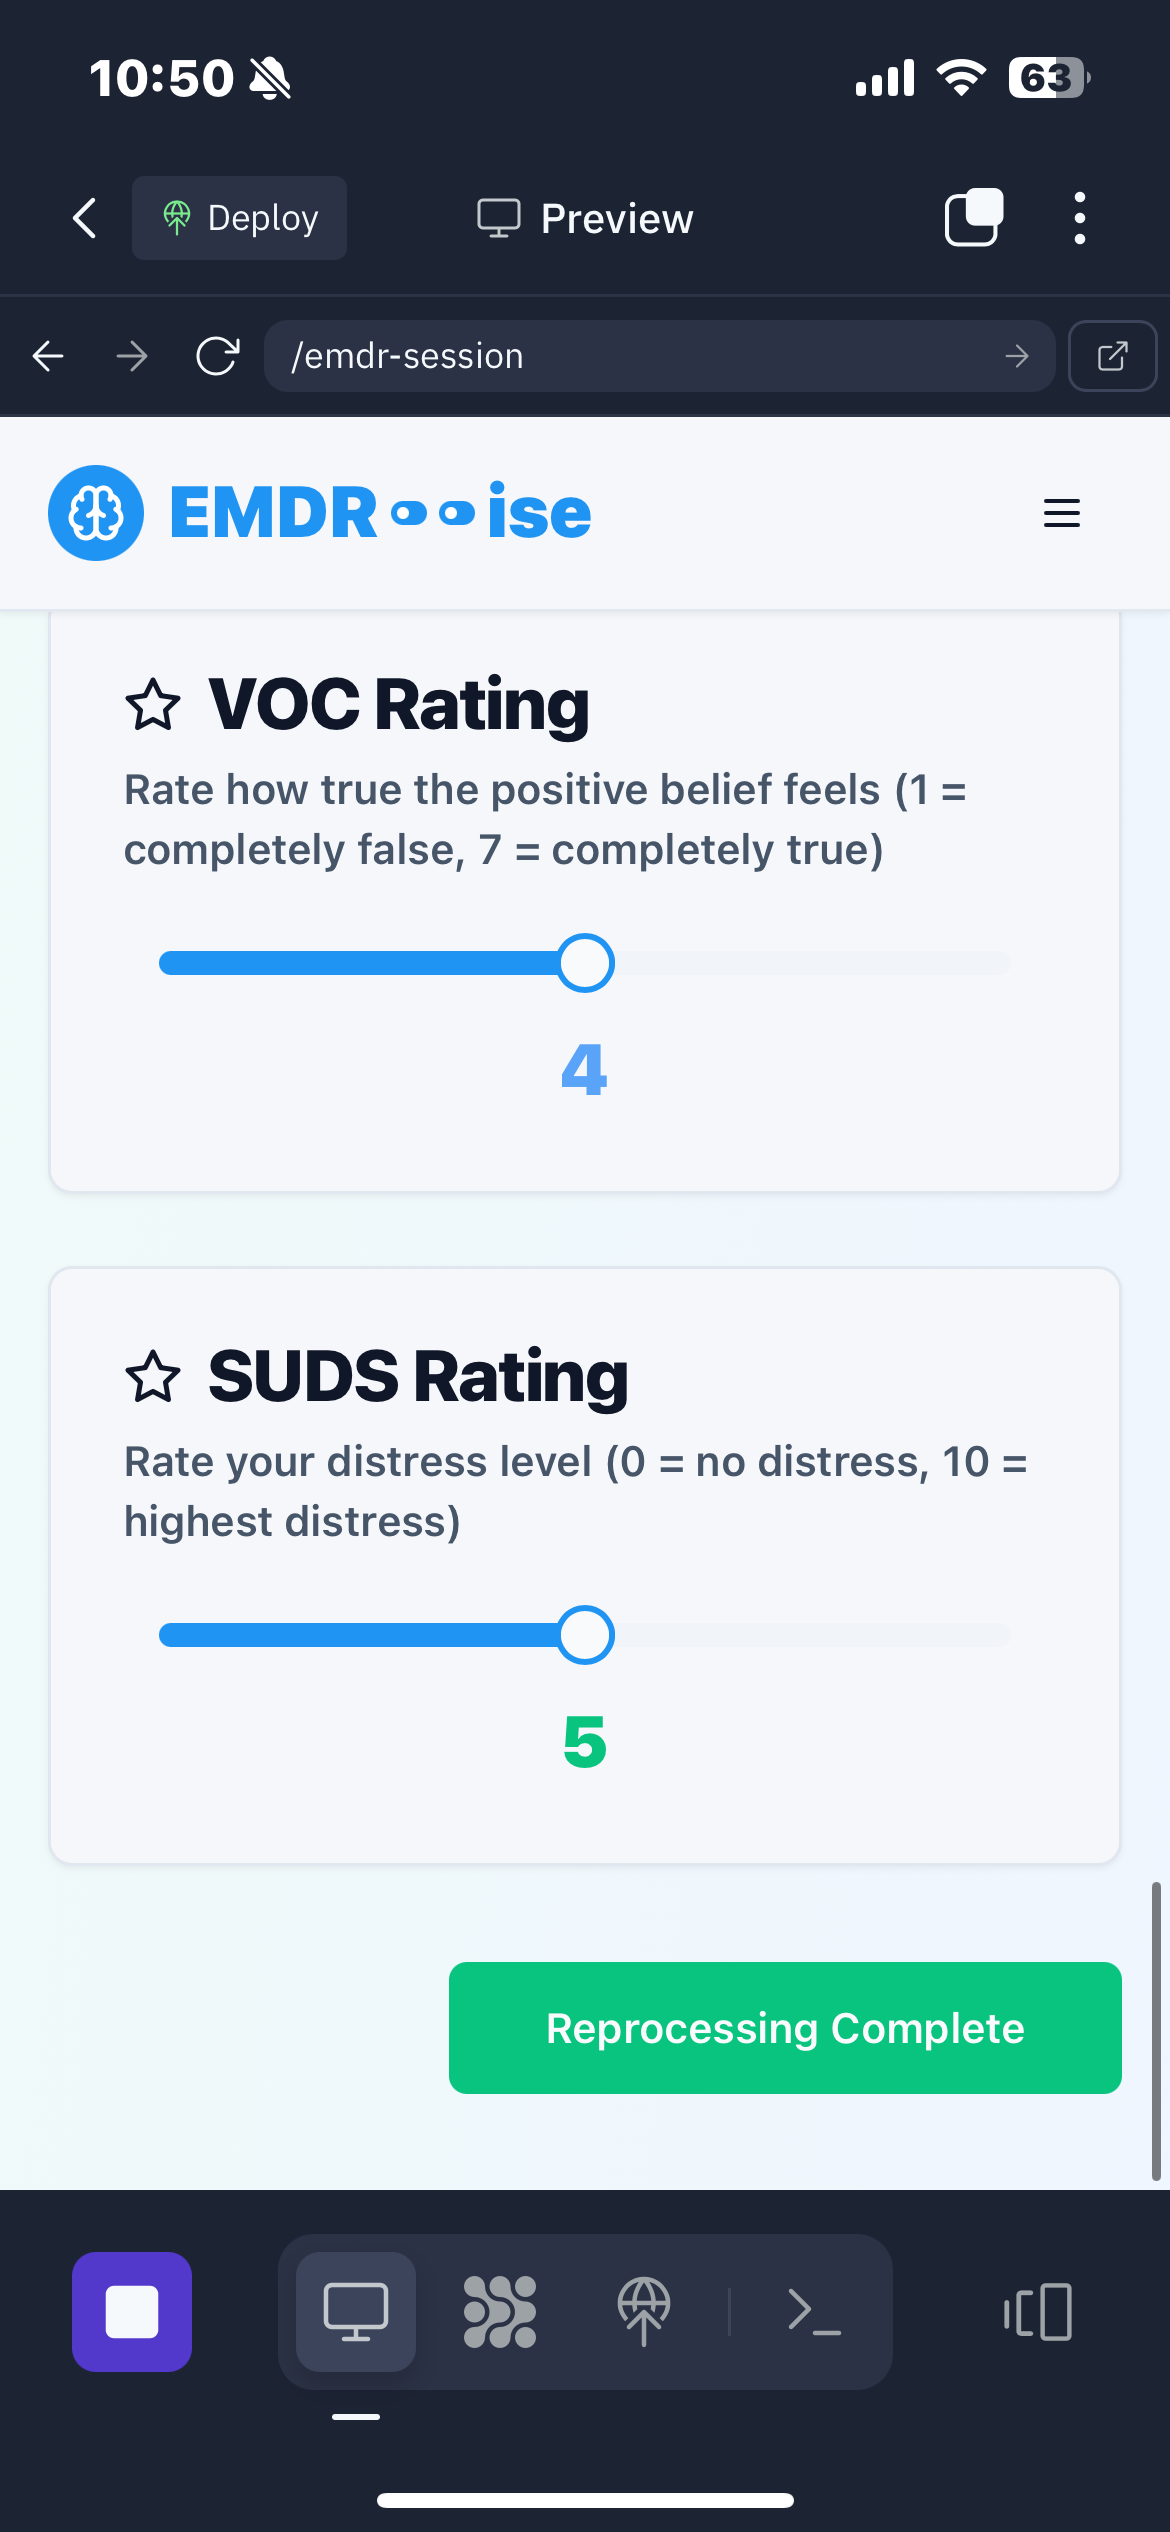 10:50
63
Deploy
Preview
/emdr-session
EMDR ise
VOC Rating
Rate how true the positive belief feels (1 =
completely false, 7 = completely true)
4
SUDS Rating
Rate your distress level (0 = no distress, 10 =
highest distress)
5
Reprocessing Complete